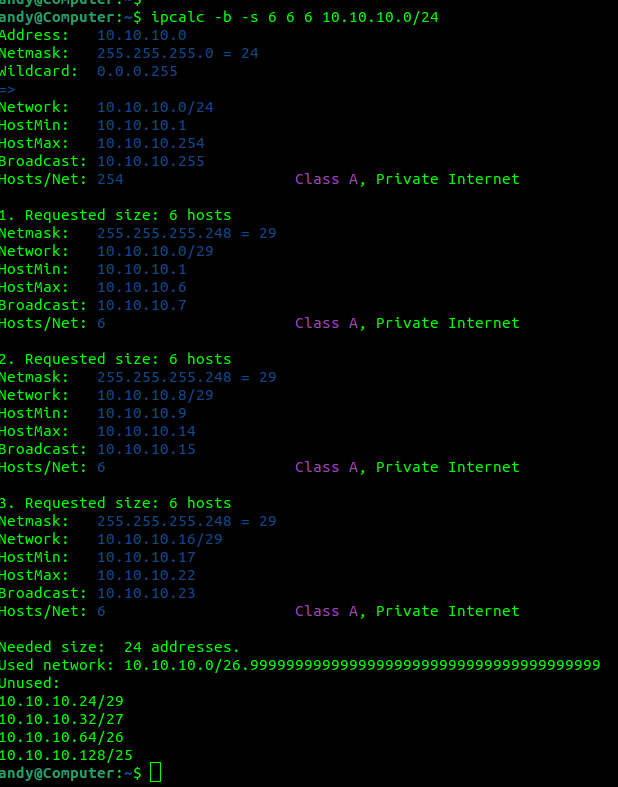 andy@Computer:~$ ipcalc -b -s 6 6 6 10.10.10.0/24
Address:   10.10.10.0
Netmask:   255.255.255.0 = 24
Wildcard:  0.0.0.255
=>
Network:   10.10.10.0/24
HostMin:   10.10.10.1
HostMax:   10.10.10.254
Broadcast: 10.10.10.255
Hosts/Net: 254                   Class A, Private Internet

1. Requested size: 6 hosts
Netmask:   255.255.255.248 = 29
Network:   10.10.10.0/29
HostMin:   10.10.10.1
HostMax:   10.10.10.6
Broadcast: 10.10.10.7
Hosts/Net: 6                     Class A, Private Internet

2. Requested size: 6 hosts
Netmask:   255.255.255.248 = 29
Network:   10.10.10.8/29
HostMin:   10.10.10.9
HostMax:   10.10.10.14
Broadcast: 10.10.10.15
Hosts/Net: 6                     Class A, Private Internet

3. Requested size: 6 hosts
Netmask:   255.255.255.248 = 29
Network:   10.10.10.16/29
HostMin:   10.10.10.17
HostMax:   10.10.10.22
Broadcast: 10.10.10.23
Hosts/Net: 6                     Class A, Private Internet

Needed size:  24 addresses.
Used network: 10.10.10.0/26.99999999999999999999999999999999999999
Unused:
10.10.10.24/29
10.10.10.32/27
10.10.10.64/26
10.10.10.128/25
andy@Computer:~$